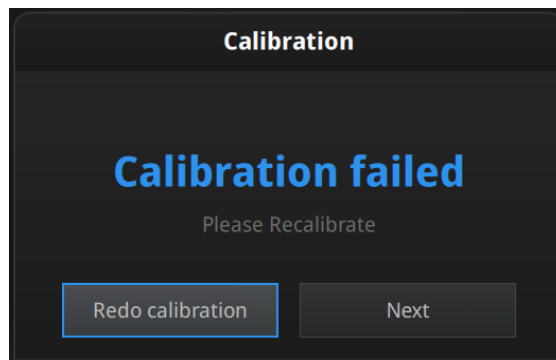 Calibration
Calibration failed
Please Recalibrate
Redo calibration
Next